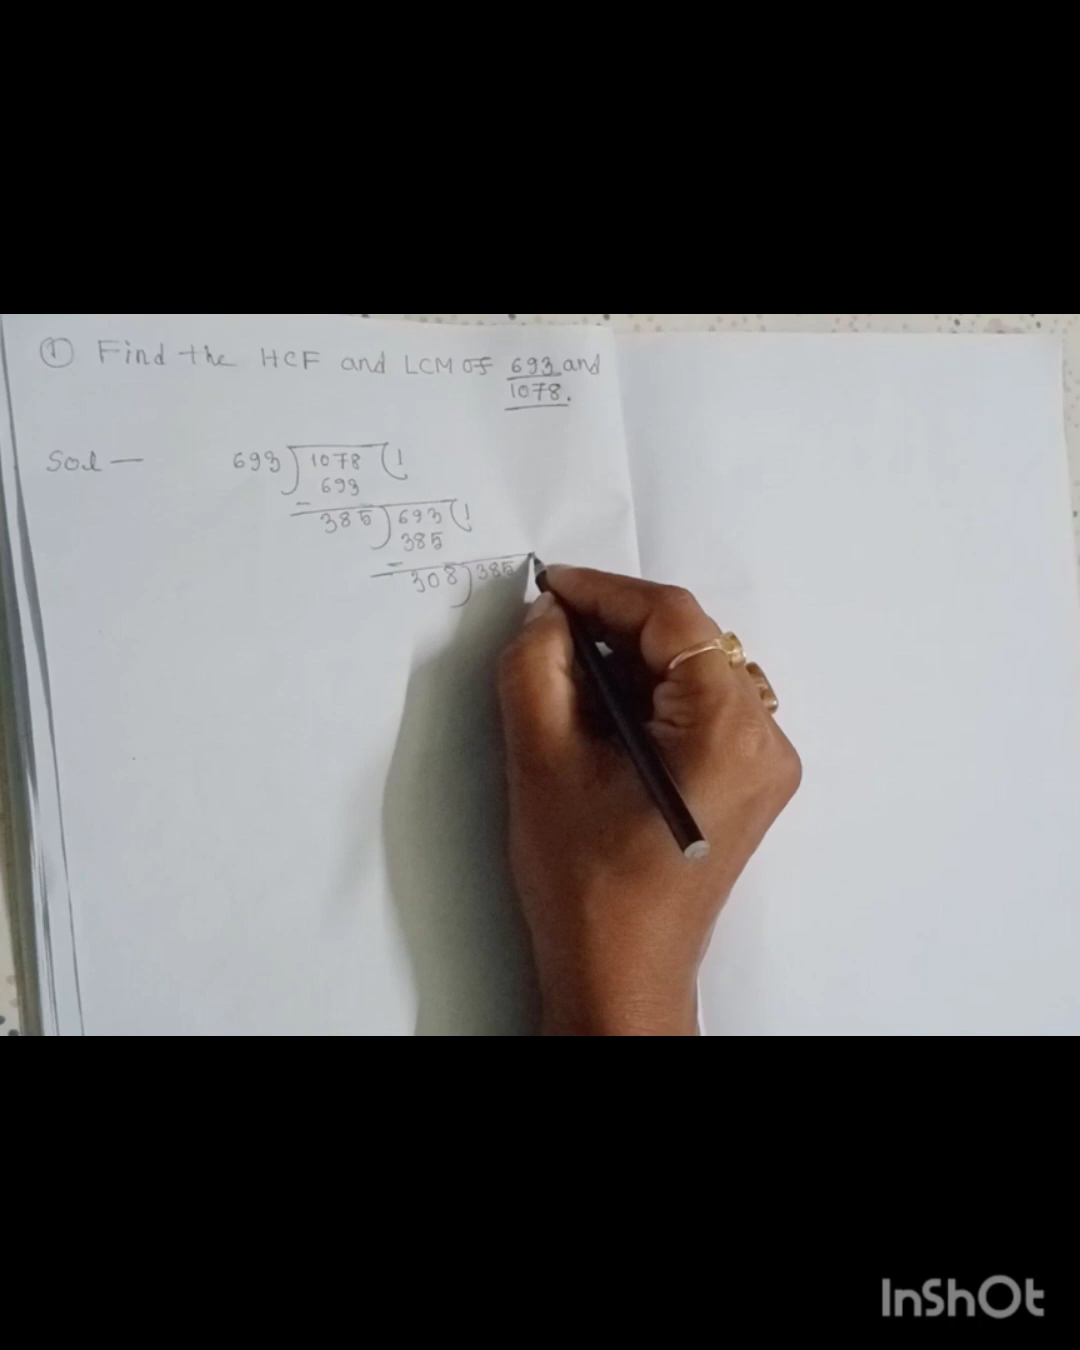 ① Find the HCF and LCM of 693 and
1078.
Sol — 693 ) 1078 ( 1
693
- 385 ) 693 ( 1
385
- 308 ) 385
InShOt